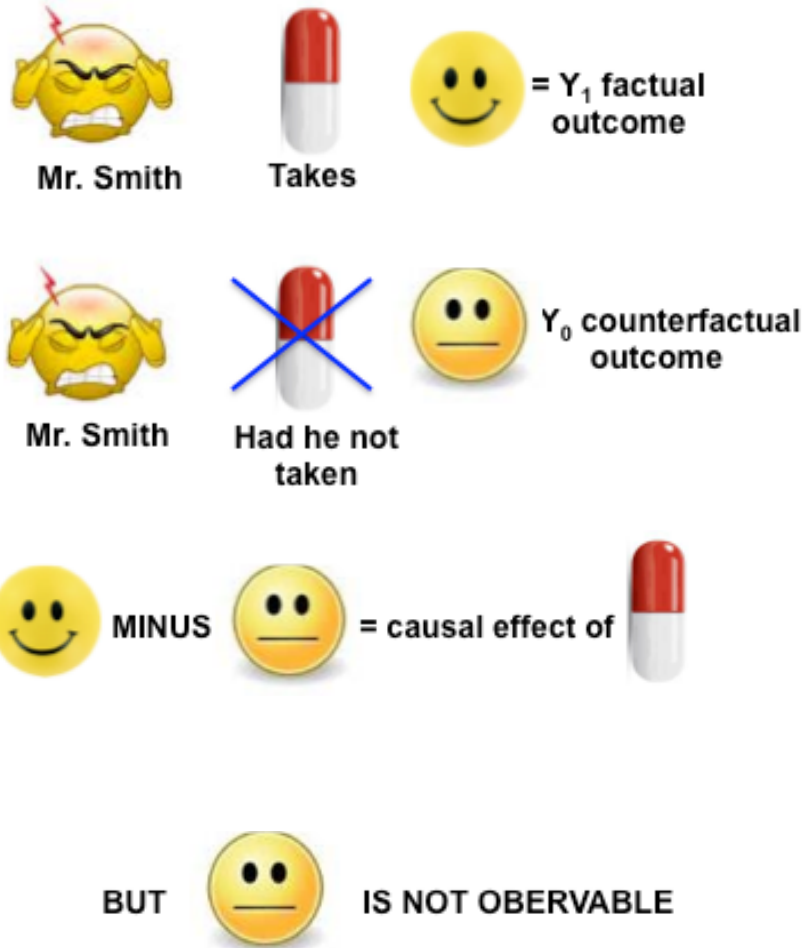 = Y₁ factual
outcome
Mr. Smith
Takes
Y₀ counterfactual
outcome
Mr. Smith
Had he not
taken
MINUS = causal effect of
BUT IS NOT OBERVABLE